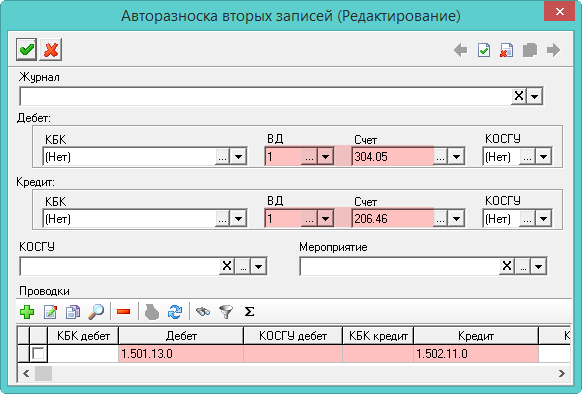 Авторазноска вторых записей (Редактирование)
Журнал
Дебет:
КБК ВД Счет КОСГУ
(Нет) 1 304.05 (Нет)
Кредит:
КБК ВД Счет КОСГУ
(Нет) 1 206.46 (Нет)
КОСГУ Мероприятие
Проводки
КБК дебет Дебет КОСГУ дебет КБК кредит Кредит К
1.501.13.0 1.502.11.0